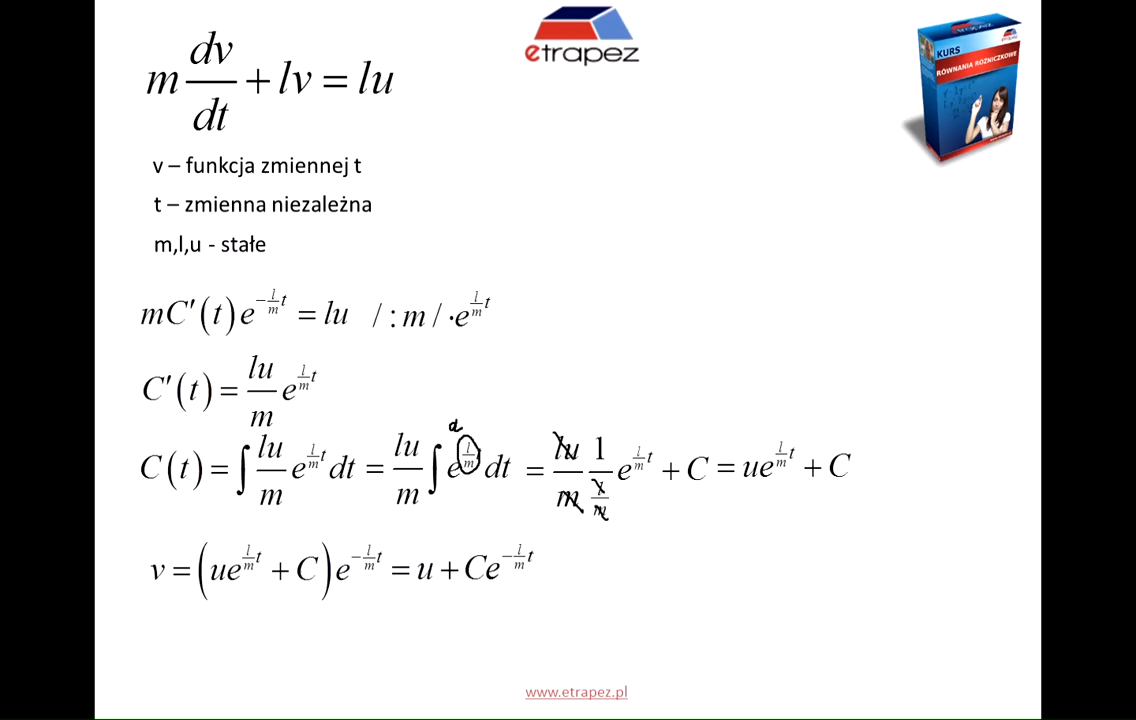 m dv/dt + lv = lu
etrapez
KURS
RÓWNANIA RÓŻNICZKOWE
v – funkcja zmiennej t
t – zmienna niezależna
m,l,u - stałe
mC'(t)e^{-l/m t} = lu /:m /·e^{l/m t}
C'(t) = lu/m e^{l/m t}
a
C(t) = ∫ lu/m e^{l/m t} dt = lu/m ∫ e^{l/m} dt = lu/m 1/(l/m) e^{l/m t} + C = ue^{l/m t} + C
v = (ue^{l/m t} + C)e^{-l/m t} = u + Ce^{-l/m t}
www.etrapez.pl